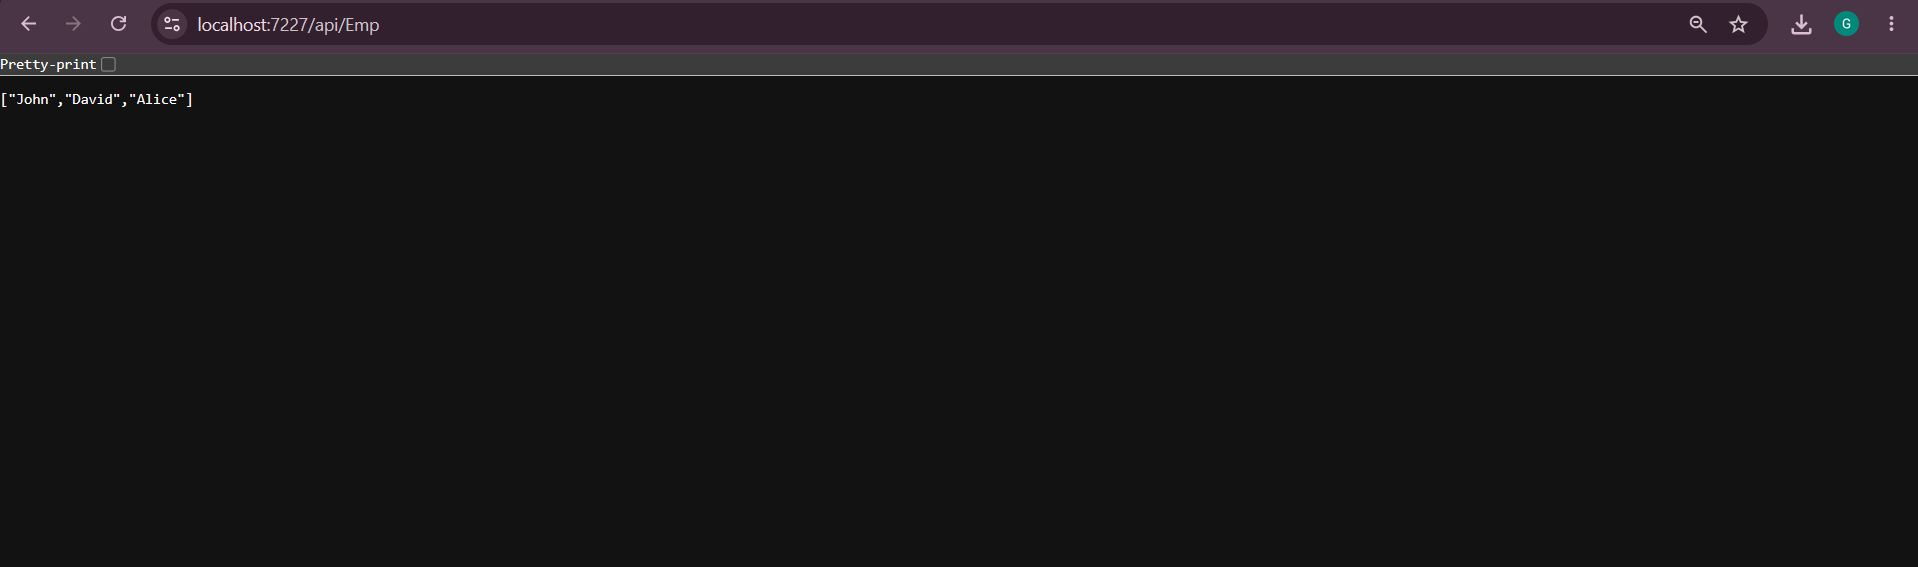 localhost:7227/api/Emp
G
Pretty-print
["John","David","Alice"]